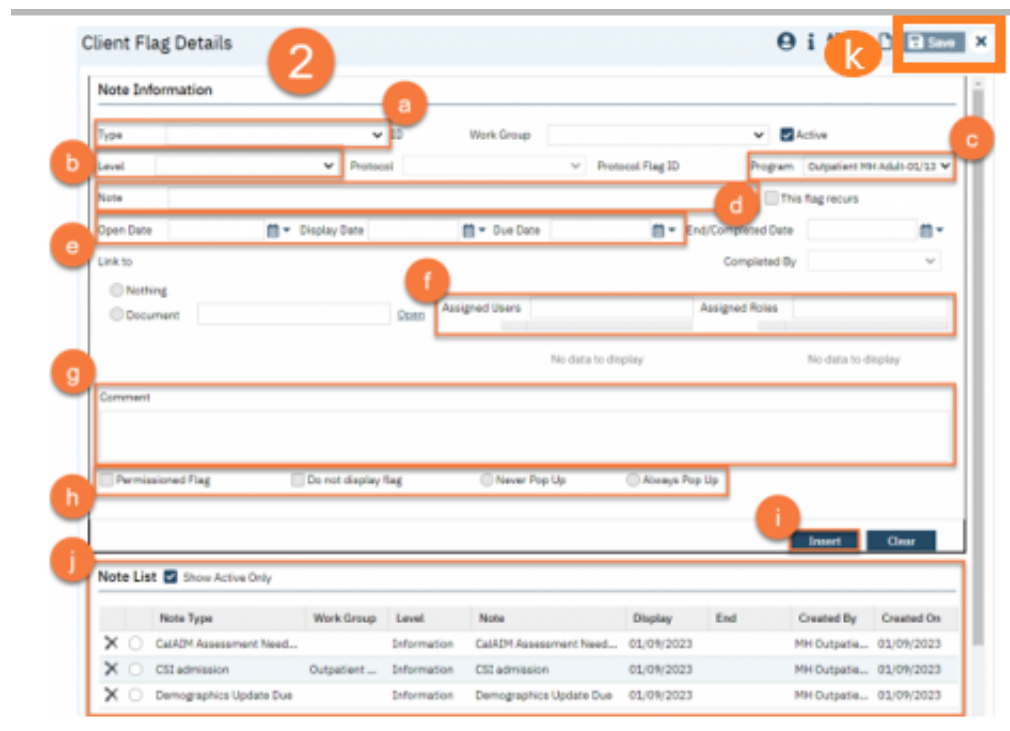 Client Flag Details
2
i
k
Save
Note Information
a
Type
ID
Work Group
Active
b
Level
Protocol
Protocol Flag ID
Program
Outpatient MH Adult-01/13
c
Note
d
This flag recurs
e
Open Date
Display Date
Due Date
End/Completed Date
Link to
Completed By
Nothing
f
Document
Open
Assigned Users
Assigned Roles
No data to display
No data to display
g
Comment
h
Permissioned Flag
Do not display flag
Never Pop Up
Always Pop Up
i
Insert
Clear
j
Note List
Show Active Only
Note Type Work Group Level Note Display End Created By Created On
CalAIM Assessment Need... Information CalAIM Assessment Need... 01/09/2023 MH Outpatie... 01/09/2023
CSI admission Outpatient ... Information CSI admission 01/09/2023 MH Outpatie... 01/09/2023
Demographics Update Due Information Demographics Update Due 01/09/2023 MH Outpatie... 01/09/2023